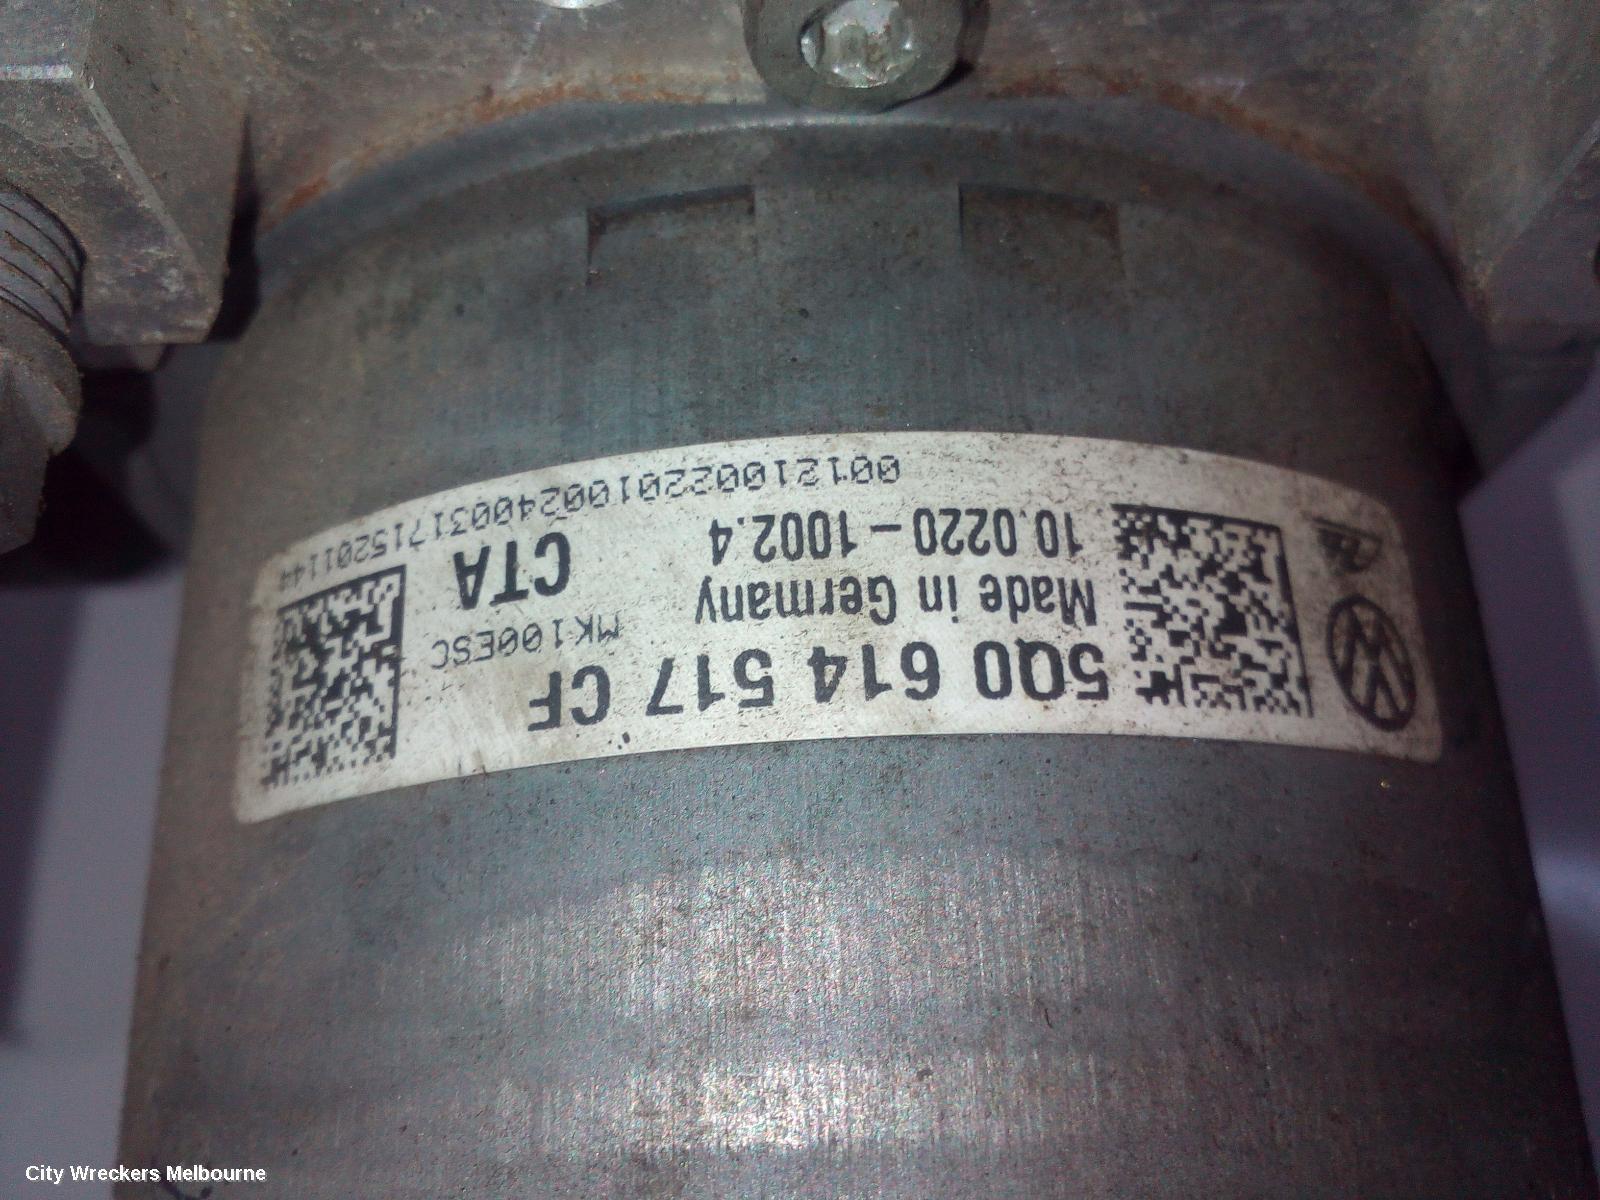 5Q0 614 517 CF
Made in Germany
MK100ESC
10.0220-1002.4
CTA
0012100220100240031715201144
City Wreckers Melbourne